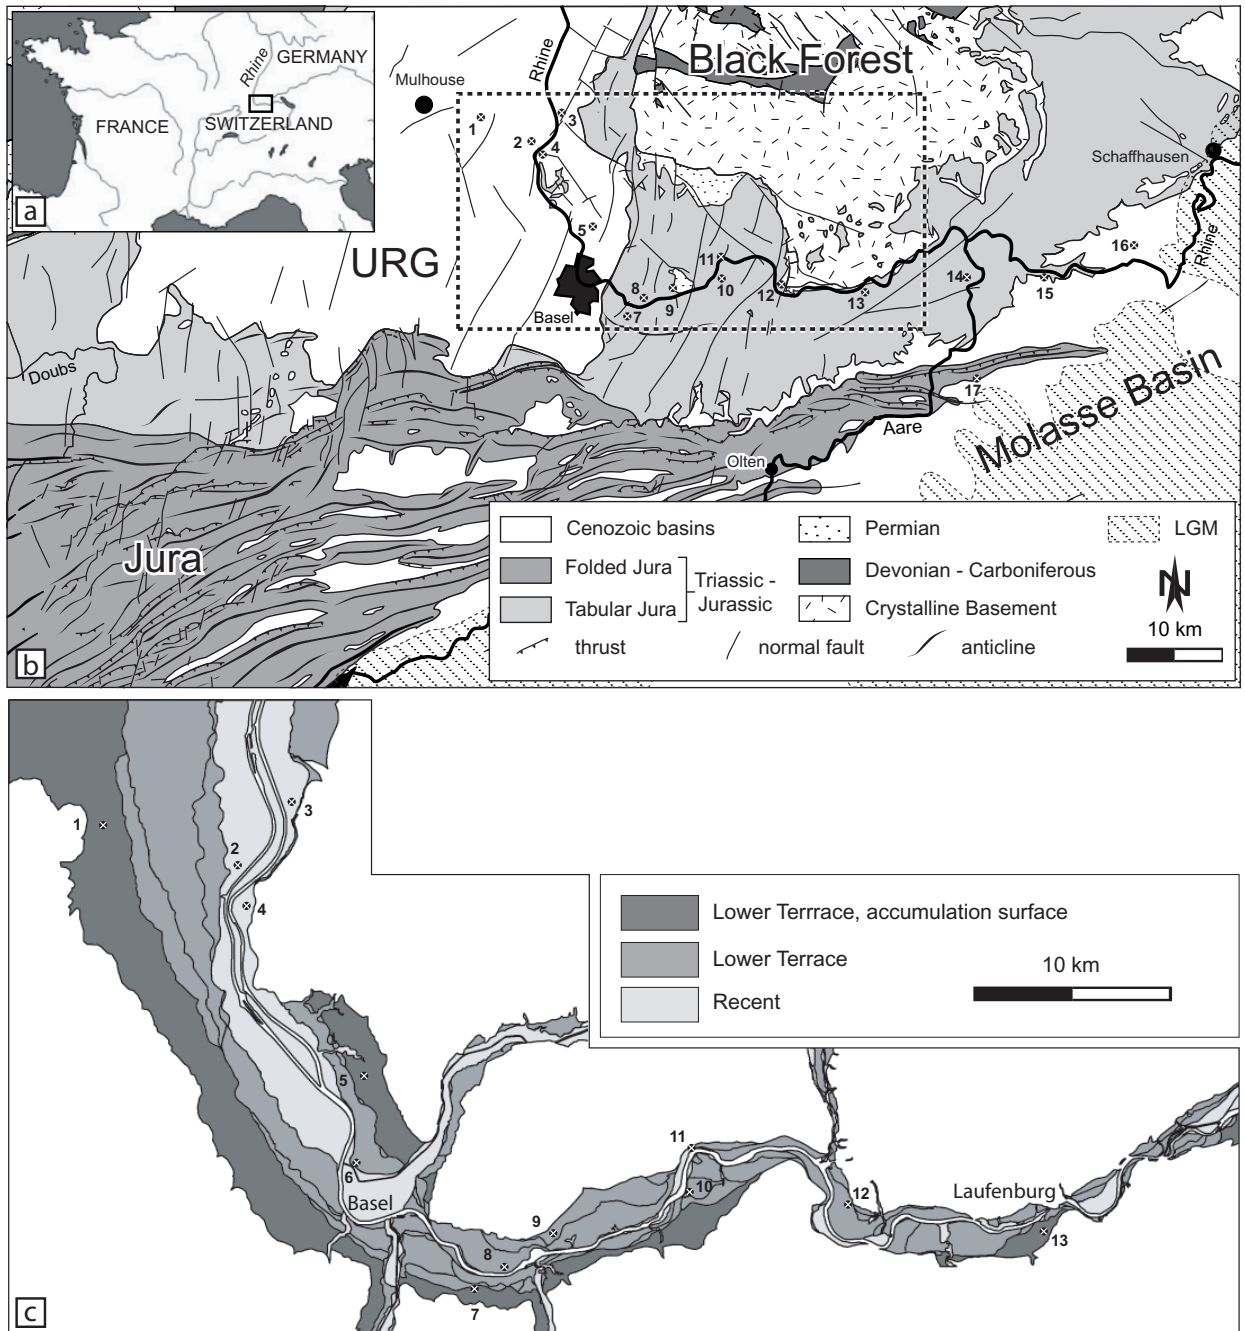 GERMANY
Rhine
FRANCE
SWITZERLAND
a
Rhine
Mulhouse
Black Forest
1
2
3
4
5
URG
Basel
7
8
9
10
11
12
13
14
15
16
17
Schaffhausen
Rhine
Doubs
Aare
Olten
Molasse Basin
Jura
b
Cenozoic basins
Folded Jura
Tabular Jura
Triassic -
Jurassic
Permian
Devonian - Carboniferous
Crystalline Basement
LGM
N
thrust
normal fault
anticline
10 km
1
2
3
4
5
6
Basel
7
8
9
10
11
12
13
Laufenburg
Lower Terrrace, accumulation surface
Lower Terrace
Recent
10 km
c